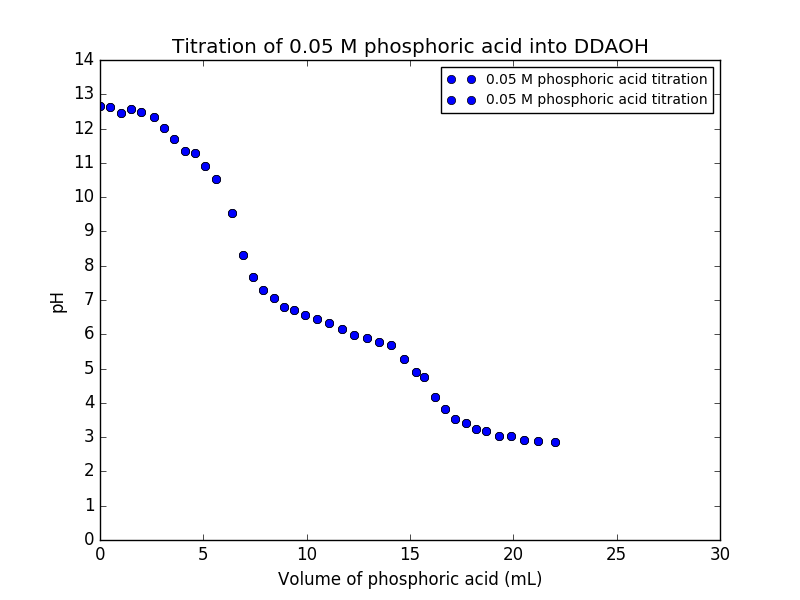 Titration of 0.05 M phosphoric acid into DDAOH
0.05 M phosphoric acid titration
0.05 M phosphoric acid titration
14
13
12
11
10
9
8
7
6
5
4
3
2
1
0
pH
0 5 10 15 20 25 30
Volume of phosphoric acid (mL)